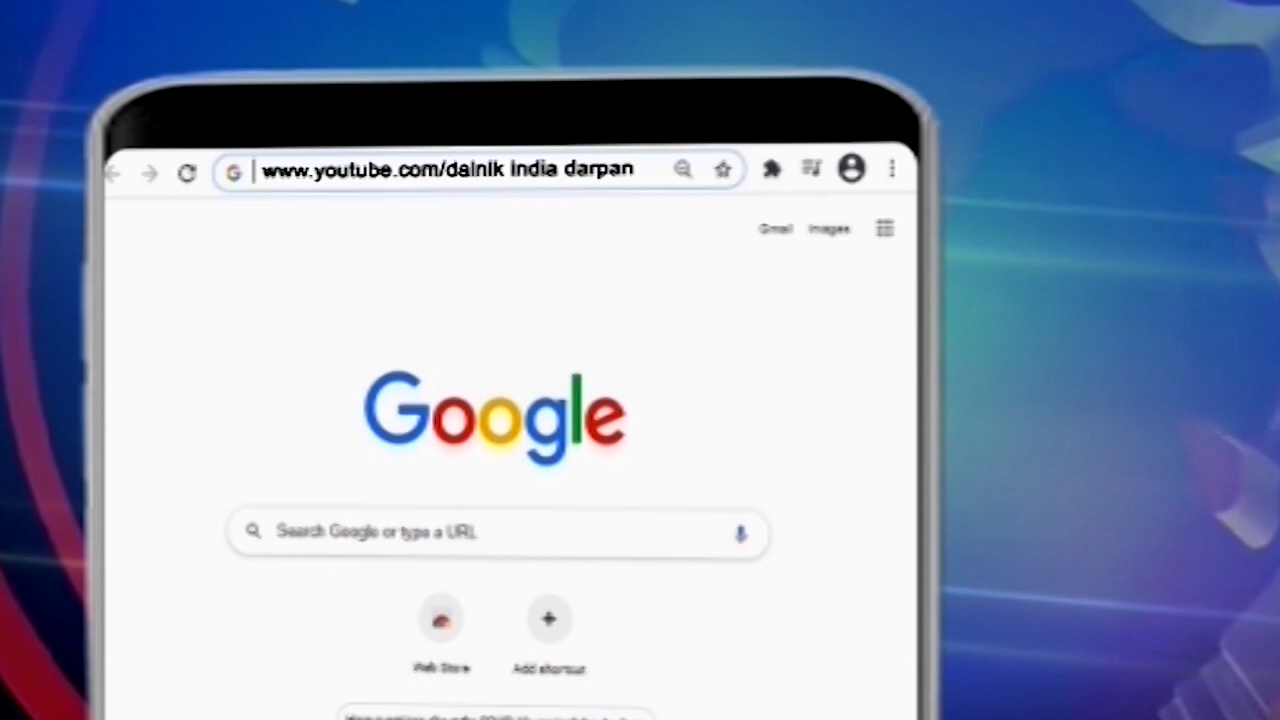 www.youtube.com/dainik india darpan
Gmail Images
Google
Search Google or type a URL
Web Store Add shortcut